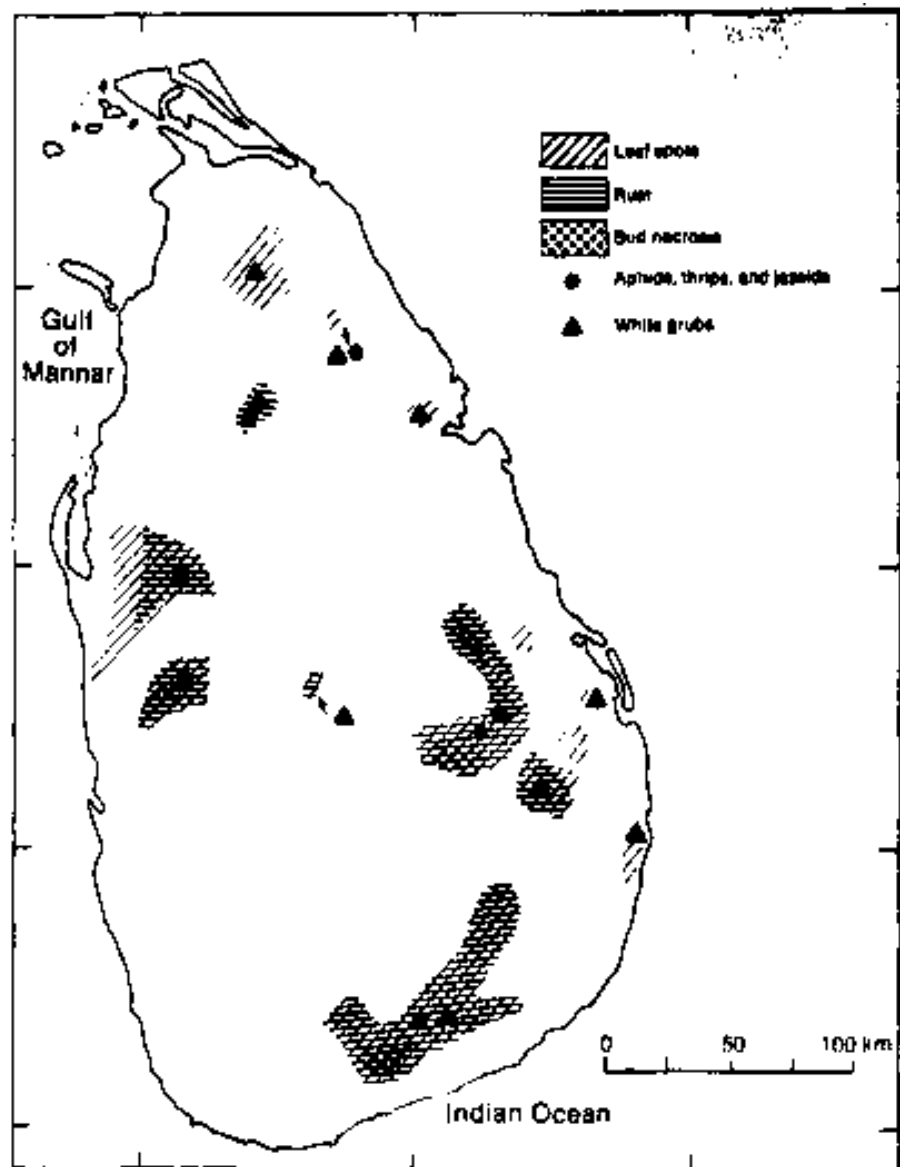 Leaf spots
Rust
Bud necrosis
Aphids, thrips, and jassids
White grubs
Gulf
of
Mannar
0 50 100 km
Indian Ocean